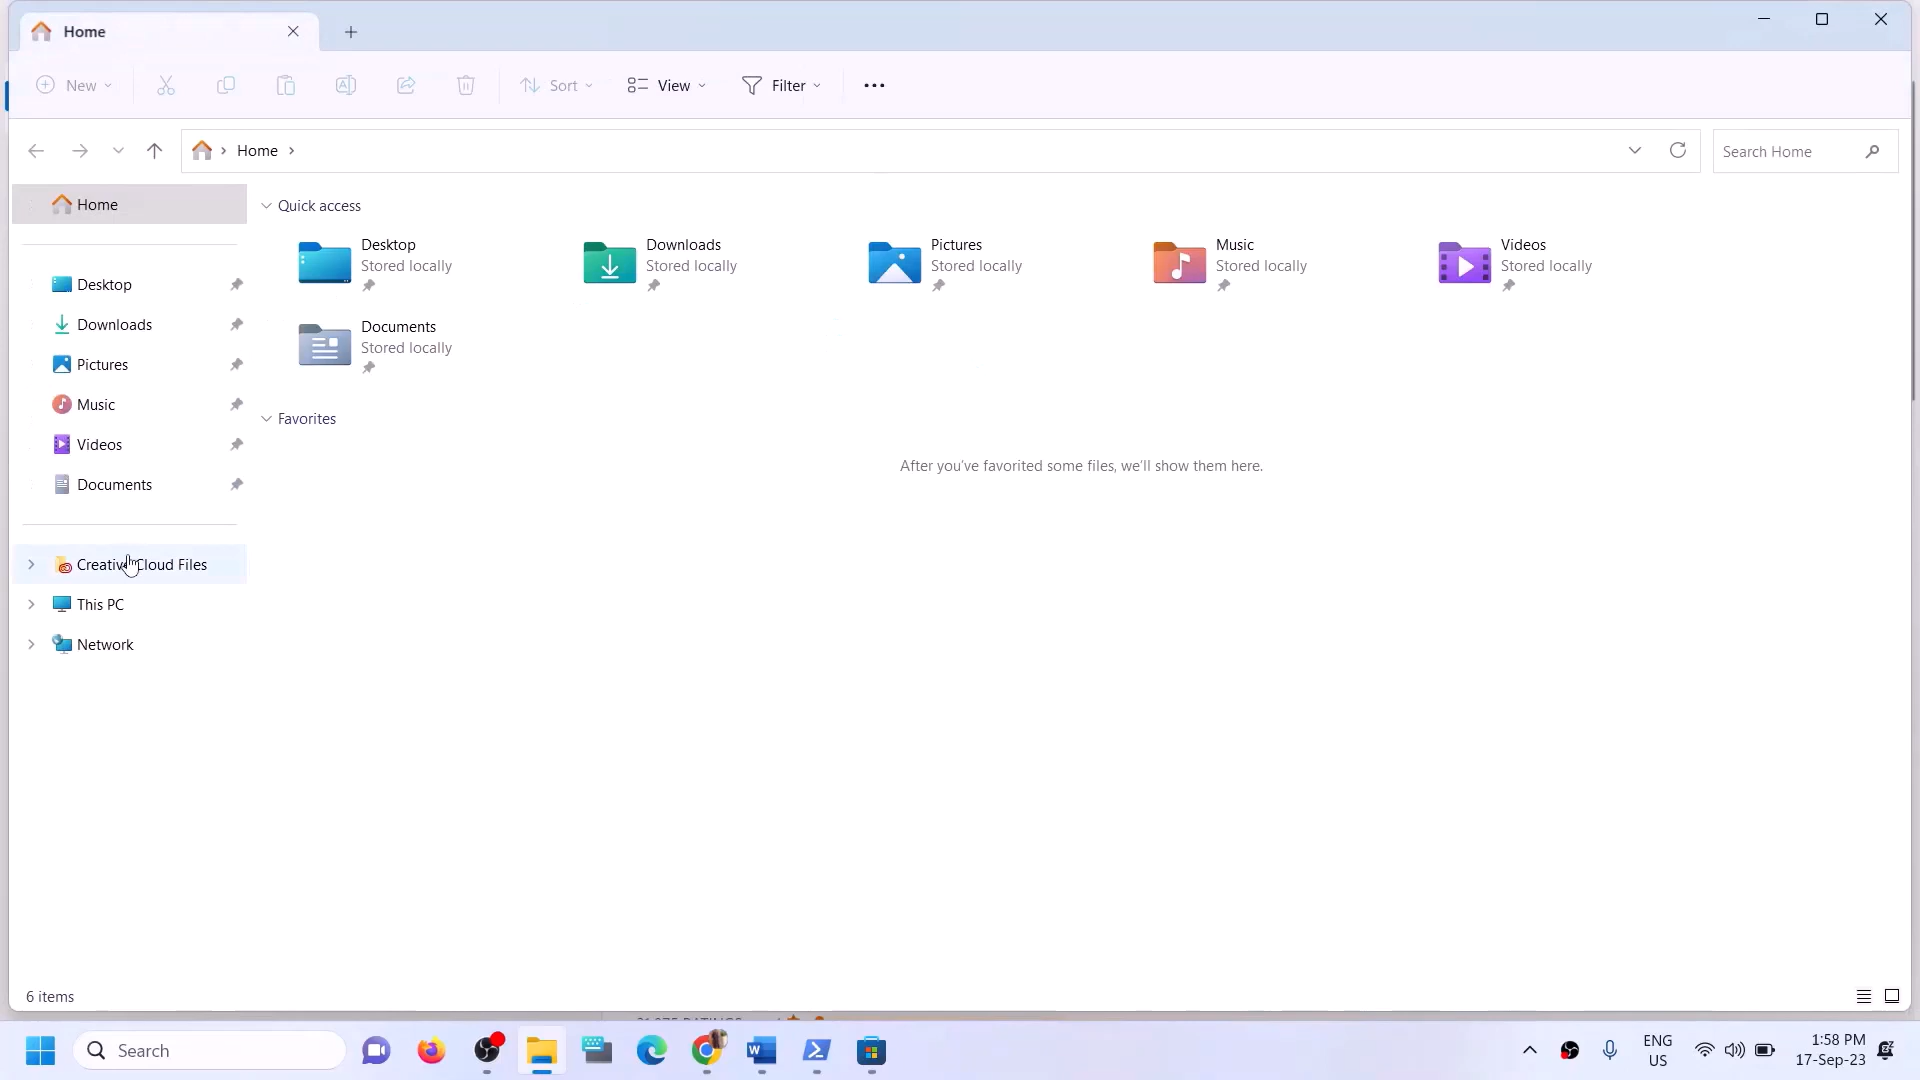 Home
New
Sort
View
Filter
Home
Search Home
Home
Desktop
Downloads
Pictures
Music
Videos
Documents
Creative Cloud Files
This PC
Network
Quick access
Desktop
Stored locally
Downloads
Stored locally
Pictures
Stored locally
Music
Stored locally
Videos
Stored locally
Documents
Stored locally
Favorites
After you've favorited some files, we'll show them here.
6 items
Search
ENG
US
1:58 PM
17-Sep-23